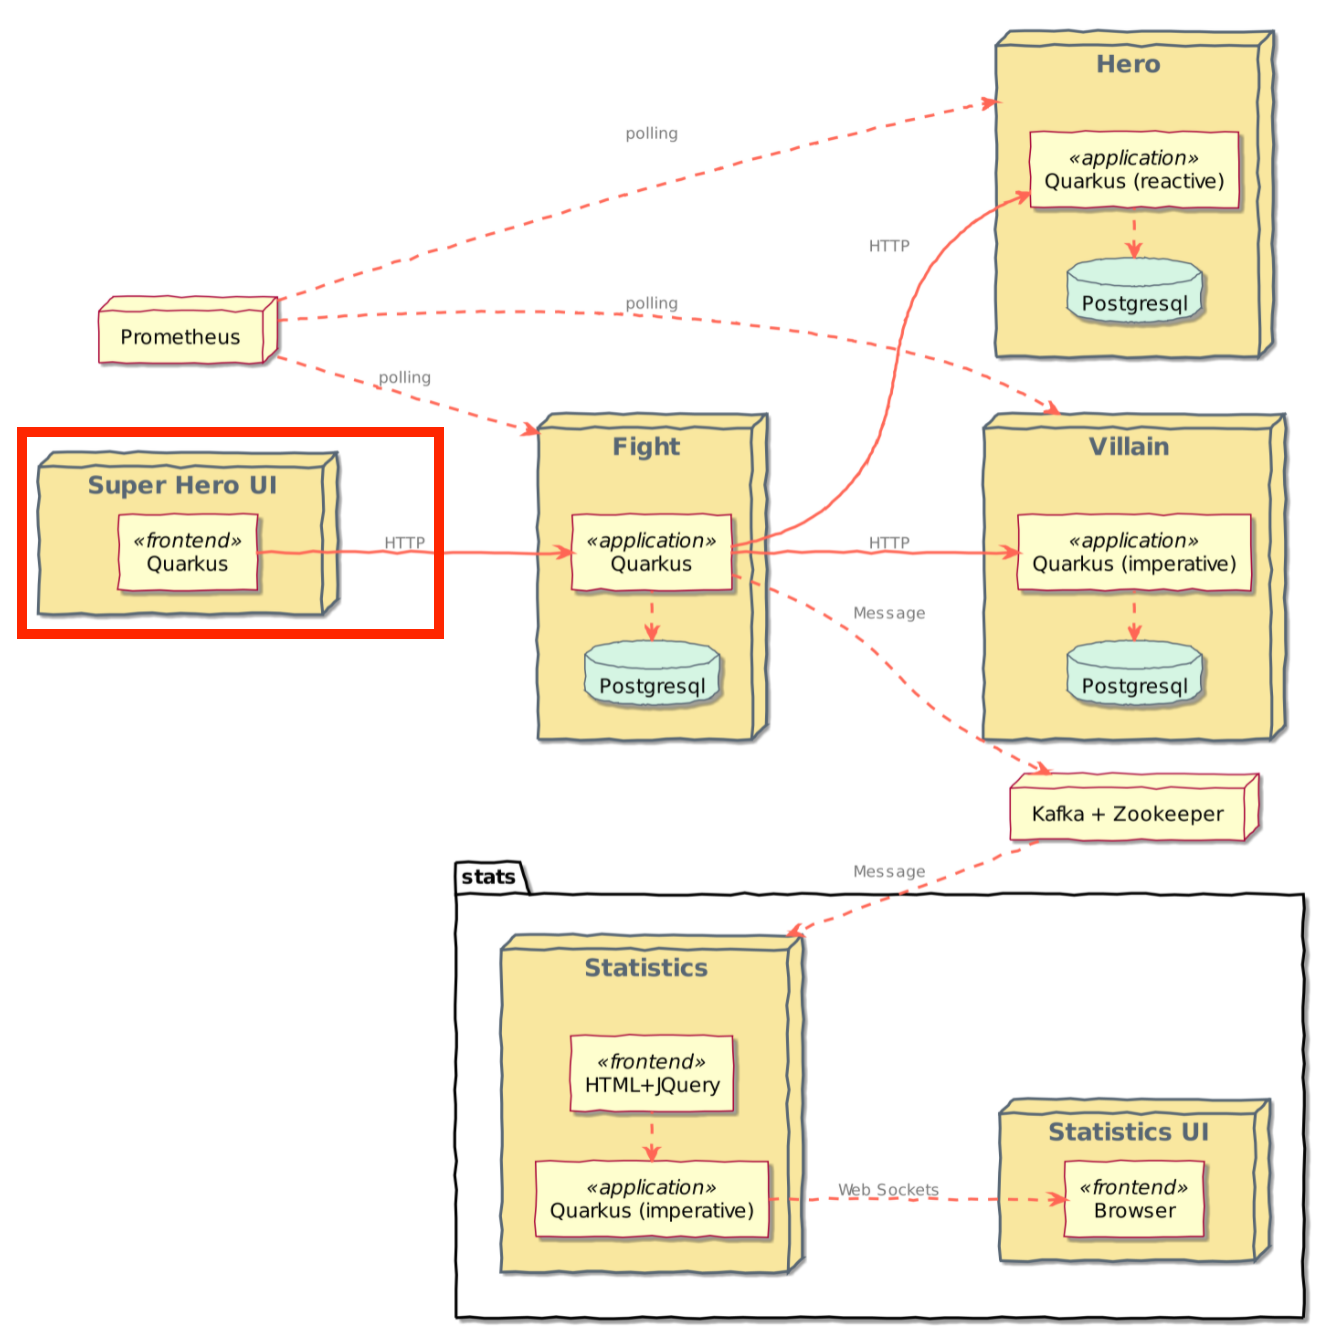 Hero
«application»
Quarkus (reactive)
Postgresql
polling
HTTP
polling
Prometheus
polling
Super Hero UI
«frontend»
Quarkus
HTTP
Fight
«application»
Quarkus
Postgresql
HTTP
Message
Villain
«application»
Quarkus (imperative)
Postgresql
Kafka + Zookeeper
Message
stats
Statistics
«frontend»
HTML+JQuery
«application»
Quarkus (imperative)
Web Sockets
Statistics UI
«frontend»
Browser